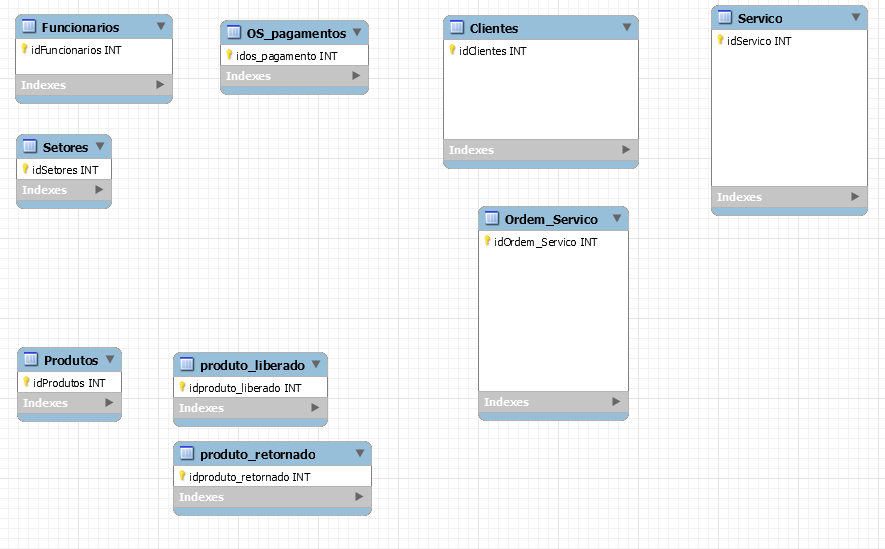 Funcionarios
idFuncionarios INT
Indexes
OS_pagamentos
idos_pagamento INT
Indexes
Clientes
idClientes INT
Indexes
Servico
idServico INT
Indexes
Setores
idSetores INT
Indexes
Ordem_Servico
idOrdem_Servico INT
Indexes
Produtos
idProdutos INT
Indexes
produto_liberado
idproduto_liberado INT
Indexes
produto_retornado
idproduto_retornado INT
Indexes